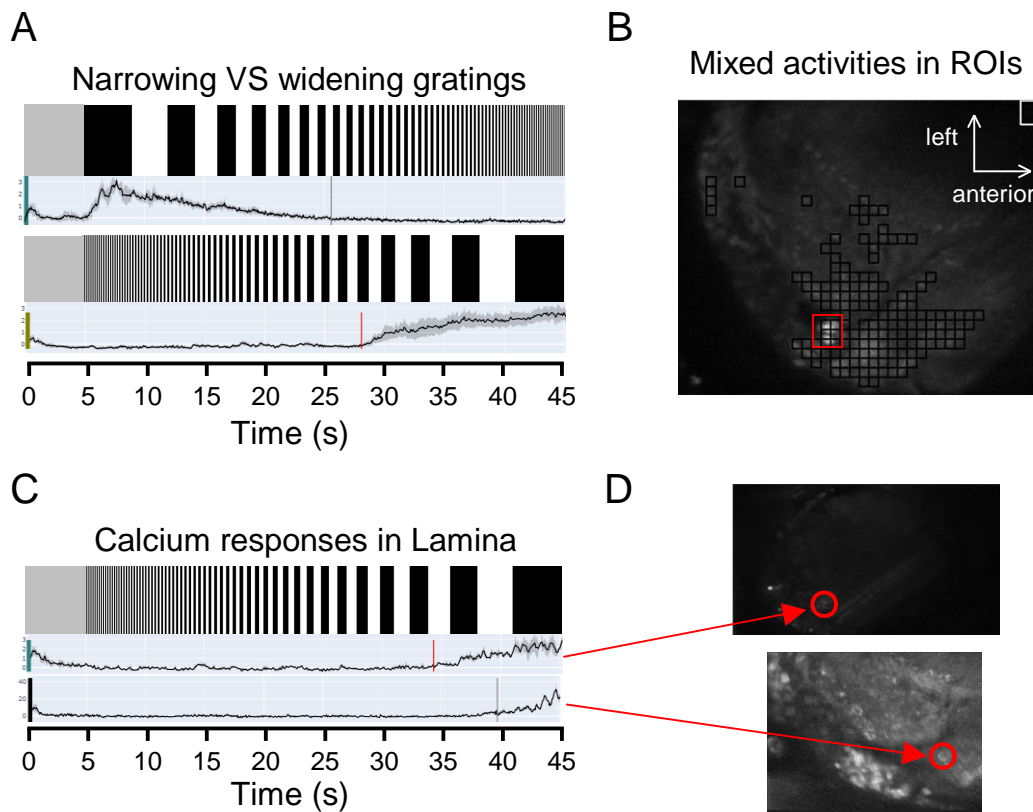 A
Narrowing VS widening gratings
3
2
1
0
3
2
1
0
0 5 10 15 20 25 30 35 40 45
Time (s)
B
Mixed activities in ROIs
left
anterior
C
Calcium responses in Lamina
3
2
1
0
40
20
0
0 5 10 15 20 25 30 35 40 45
Time (s)
D